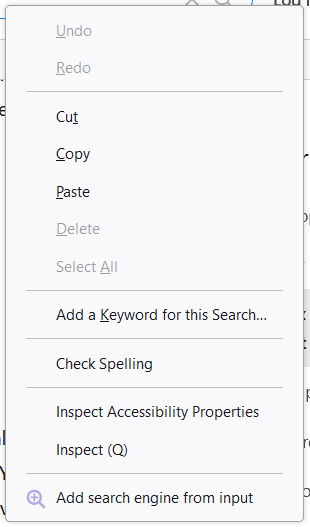 Undo
Redo
Cut
Copy
Paste
Delete
Select All
Add a Keyword for this Search...
Check Spelling
Inspect Accessibility Properties
Inspect (Q)
Add search engine from input